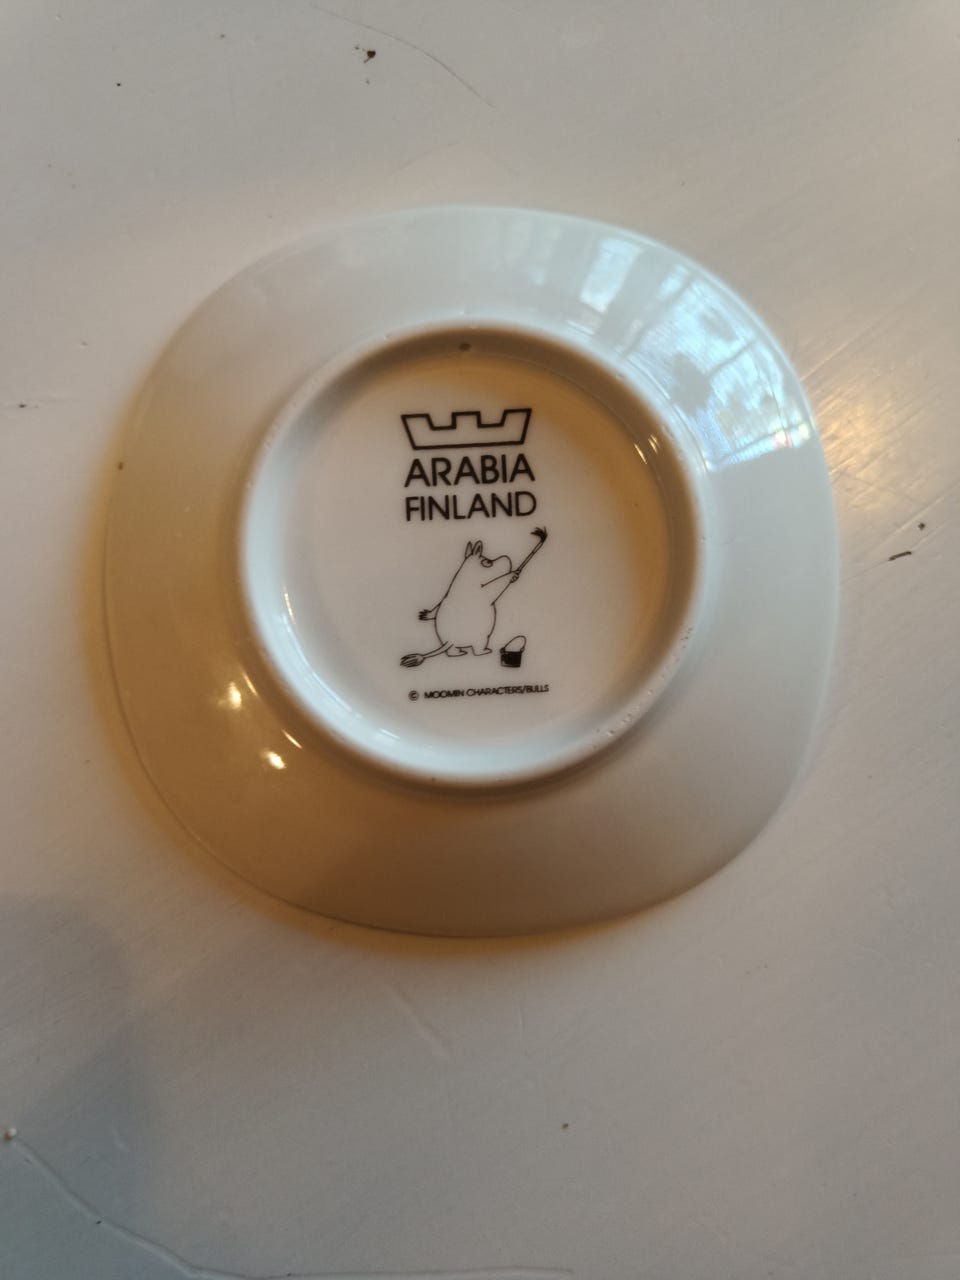 ARABIA
FINLAND
© MOOMIN CHARACTERS/BULLS